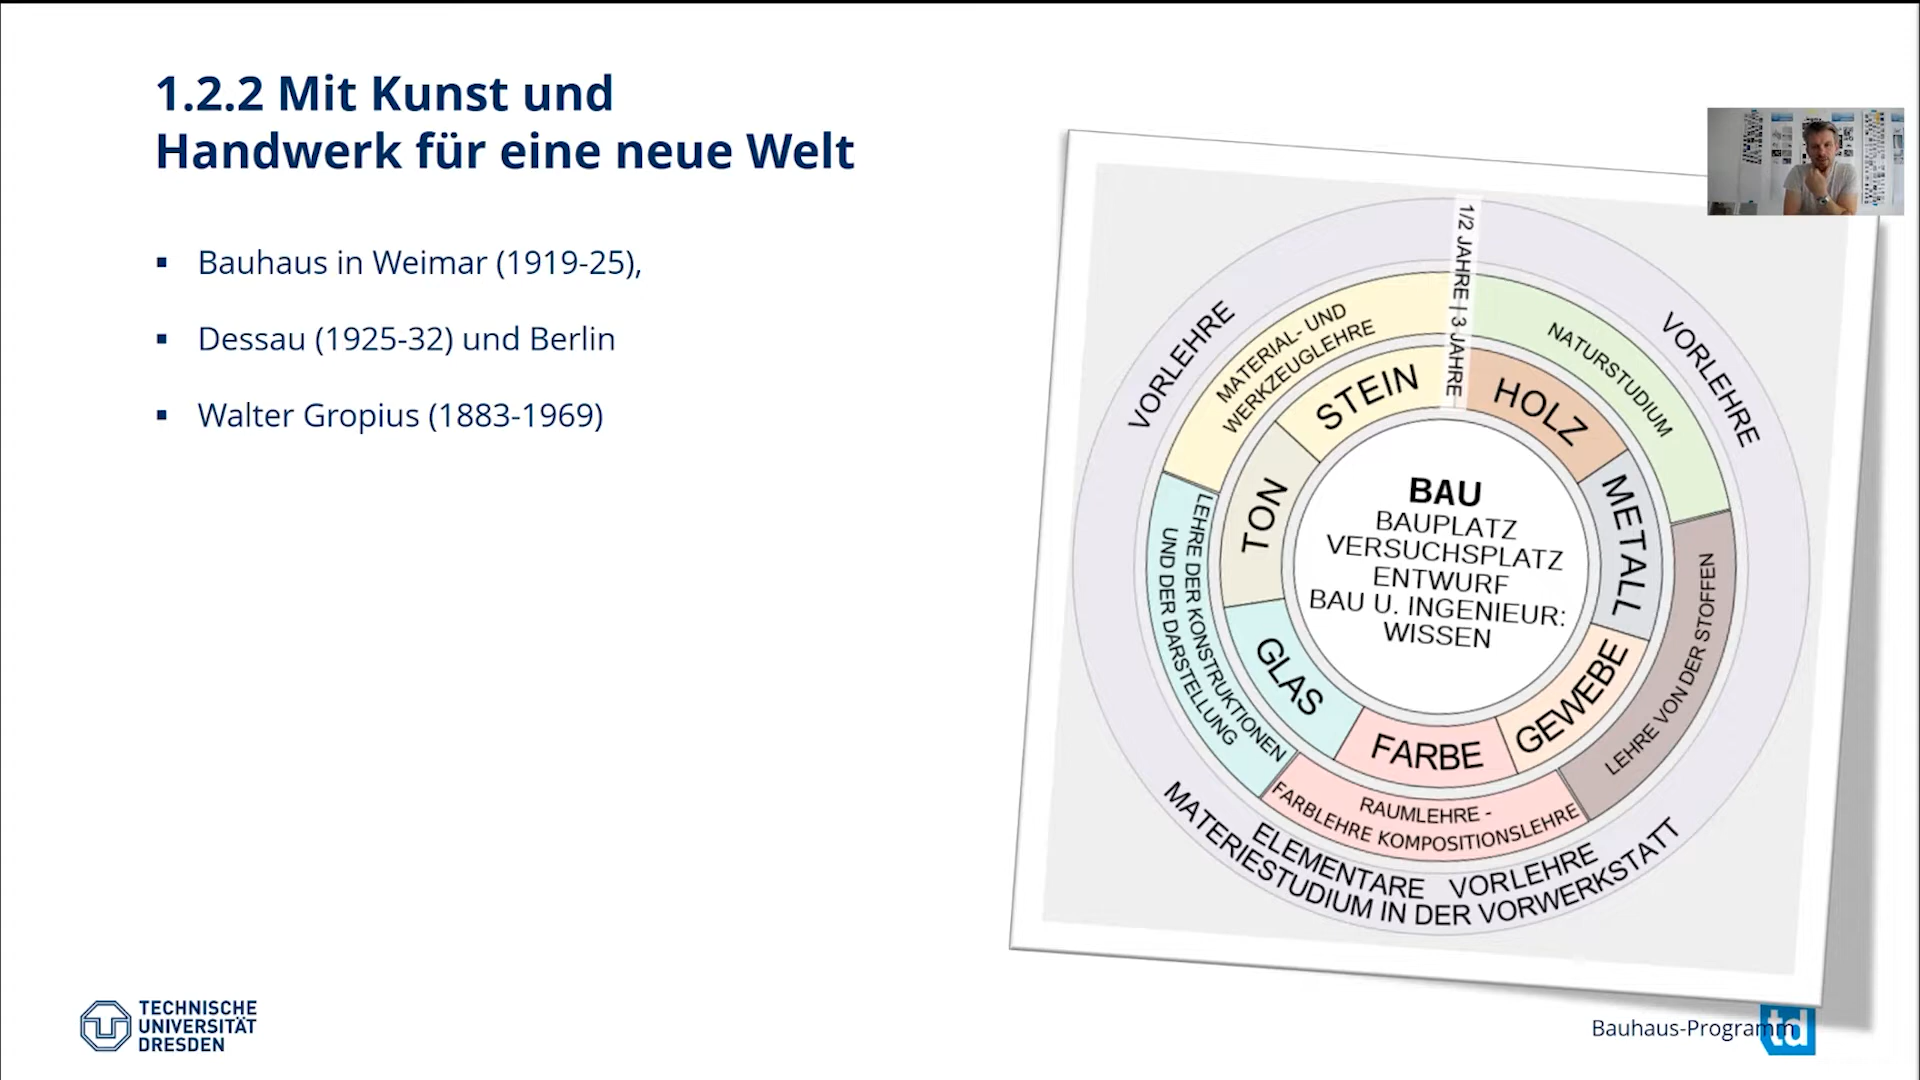 1.2.2 Mit Kunst und
Handwerk für eine neue Welt
Bauhaus in Weimar (1919-25),
Dessau (1925-32) und Berlin
Walter Gropius (1883-1969)
1/2 JAHRE | 3 JAHRE
VORLEHRE
VORLEHRE
MATERIAL- UND
WERKZEUGLEHRE
NATURSTUDIUM
LEHRE VON DER STOFFEN
RAUMLEHRE -
FARBLEHRE KOMPOSITIONSLEHRE
LEHRE DER KONSTRUKTIONEN
UND DER DARSTELLUNG
STEIN
HOLZ
METALL
GEWEBE
FARBE
GLAS
TON
BAU
BAUPLATZ
VERSUCHSPLATZ
ENTWURF
BAU U. INGENIEUR:
WISSEN
ELEMENTARE VORLEHRE
MATERIESTUDIUM IN DER VORWERKSTATT
TECHNISCHE
UNIVERSITÄT
DRESDEN
Bauhaus-Programm
td